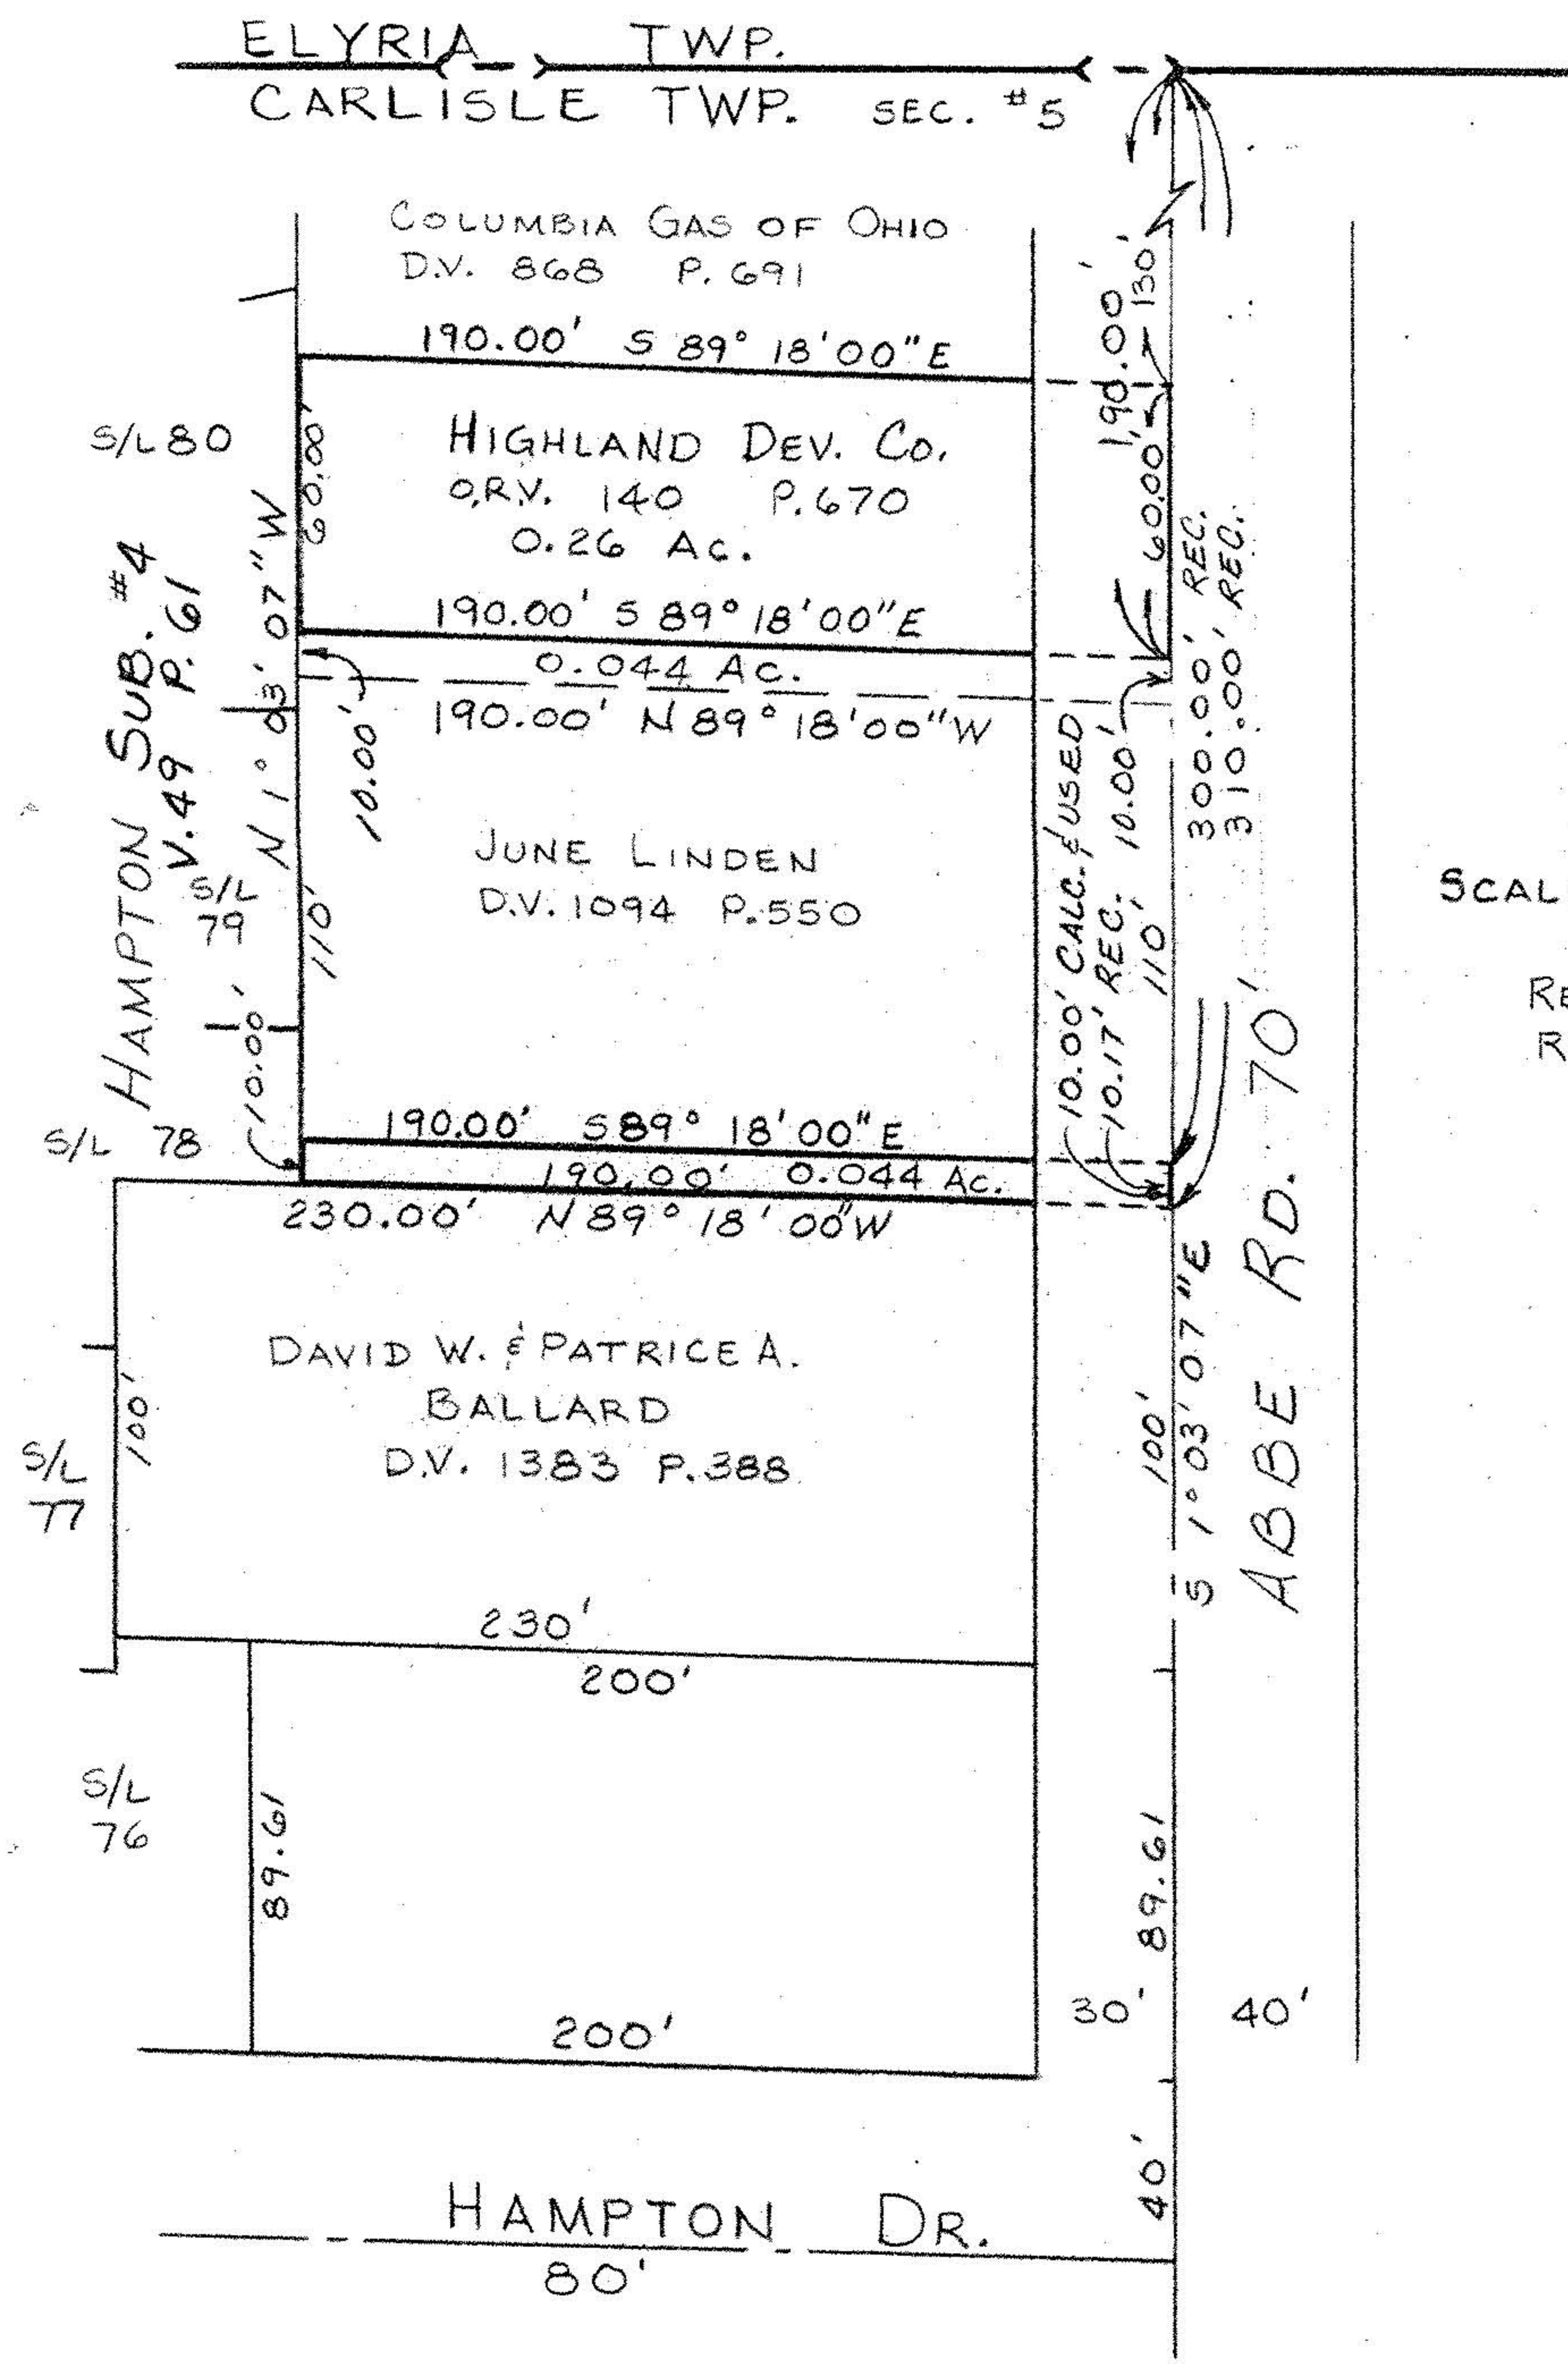 ELYRIA TWP.
CARLISLE TWP. SEC. #5
COLUMBIA GAS OF OHIO
D.V. 868 P. 691
190.00' S 89° 18' 00" E
190.00'
130'
S/L 80
60.00'
HIGHLAND DEV. CO.
O.R.V. 140 P. 670
0.26 AC.
60.00'
190.00' S 89° 18' 00" E
0.044 AC.
190.00' N 89° 18' 00" W
10.00'
HAMPTON SUB. #4
V. 49 P. 61
N 1° 03' 07" W
300.00' REC.
310.00' REC.
JUNE LINDEN
D.V. 1094 P. 550
S/L
79
110'
10.00' CALC. & USED
10.17' REC.
10.00'
110'
SCAL
RE
R
10.00'
S/L 78
190.00' S 89° 18' 00" E
190.00' 0.044 AC.
230.00' N 89° 18' 00" W
ABBE RD. 70'
S 1° 03' 07" E
DAVID W. & PATRICE A.
BALLARD
D.V. 1383 P. 388
100'
100'
S/L
77
230'
200'
S/L
76
89.61
89.61
30'
40'
200'
40'
HAMPTON DR.
80'